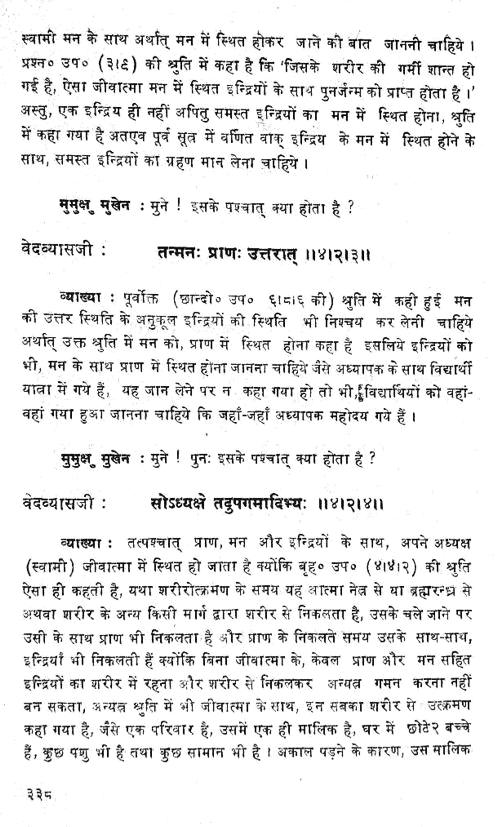 स्वामी मन के साथ अर्थात् मन में स्थित होकर जाने की बात जाननी चाहिये ।
प्रश्न० उप० (३।९) की श्रुति में कहा है कि 'जिसके शरीर की गर्मी शान्त हो
गई है, ऐसा जीवात्मा मन में स्थित इन्द्रियों के साथ पुनर्जन्म को प्राप्त होता है ।'
अस्तु, एक इन्द्रिय ही नहीं अपितु समस्त इन्द्रियों का मन में स्थित होना, श्रुति
में कहा गया है अतएव पूर्व सूत्र में वर्णित वाक् इन्द्रिय के मन में स्थित होने के
साथ, समस्त इन्द्रियों का ग्रहण मान लेना चाहिये ।
मुमुक्षु मुखेन : मुने ! इसके पश्चात् क्या होता है ?
वेदव्यासजी : तन्मनः प्राणः उत्तरात् ॥४।२।३॥
व्याख्या : पूर्वोक्त (छान्दो० उप० ६।८।६ की) श्रुति में कही हुई मन
की उत्तर स्थिति के अनुकूल इन्द्रियों की स्थिति भी निश्चय कर लेनी चाहिये
अर्थात् उक्त श्रुति में मन को, प्राण में स्थित होना कहा है इसलिये इन्द्रियों को
भी, मन के साथ प्राण में स्थित होना जानना चाहिये जैसे अध्यापक के साथ विद्यार्थी
यात्रा में गये हैं, यह जान लेने पर न कहा गया हो तो भी, विद्यार्थियों को वहां-
वहां गया हुआ जानना चाहिये कि जहाँ-जहाँ अध्यापक महोदय गये हैं ।
मुमुक्षु मुखेन : मुने ! पुनः इसके पश्चात् क्या होता है ?
वेदव्यासजी : सोऽध्यक्षे तदुपगमादिभ्यः ॥४।२।४॥
व्याख्या : तत्पश्चात् प्राण, मन और इन्द्रियों के साथ, अपने अध्यक्ष
(स्वामी) जीवात्मा में स्थित हो जाता है क्योंकि बृह० उप० (४।४।२) की श्रुति
ऐसा ही कहती है, यथा शरीरोत्क्रमण के समय यह आत्मा नेत्र से या ब्रह्मरन्ध्र से
अथवा शरीर के अन्य किसी मार्ग द्वारा शरीर से निकलता है, उसके चले जाने पर
उसी के साथ प्राण भी निकलता है और प्राण के निकलते समय उसके साथ-साथ,
इन्द्रियाँ भी निकलती हैं क्योंकि बिना जीवात्मा के, केवल प्राण और मन सहित
इन्द्रियों का शरीर में रहना और शरीर से निकलकर अन्यत्र गमन करना नहीं
बन सकता, अन्यत्र श्रुति में भी जीवात्मा के साथ, इन सबका शरीर से उत्क्रमण
कहा गया है, जैसे एक परिवार है, उसमें एक ही मालिक है, घर में छोटे२ बच्चे
हैं, कुछ पशु भी है तथा कुछ सामान भी है । अकाल पड़ने के कारण, उस मालिक
३३८